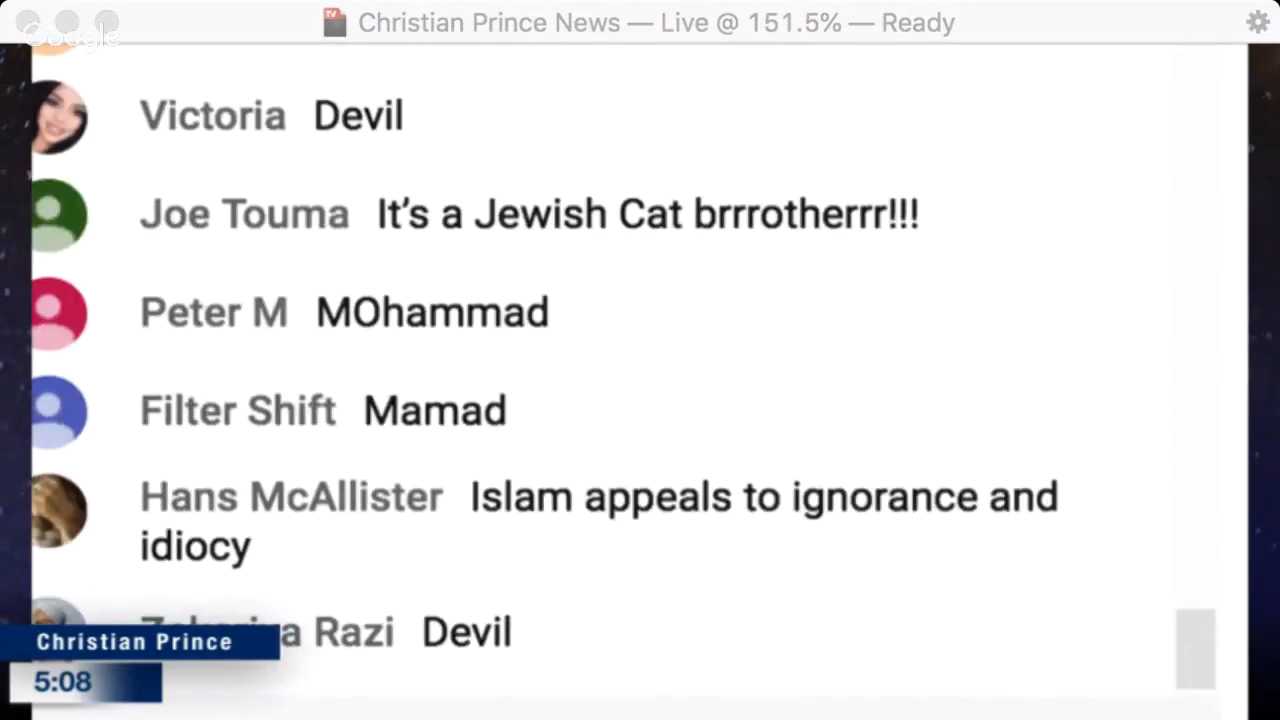 Christian Prince News — Live @ 151.5% — Ready
Google
Victoria Devil
Joe Touma It's a Jewish Cat brrrotherrr!!!
Peter M MOhammad
Filter Shift Mamad
Hans McAllister Islam appeals to ignorance and
idiocy
Razi Devil
Christian Prince
5:08